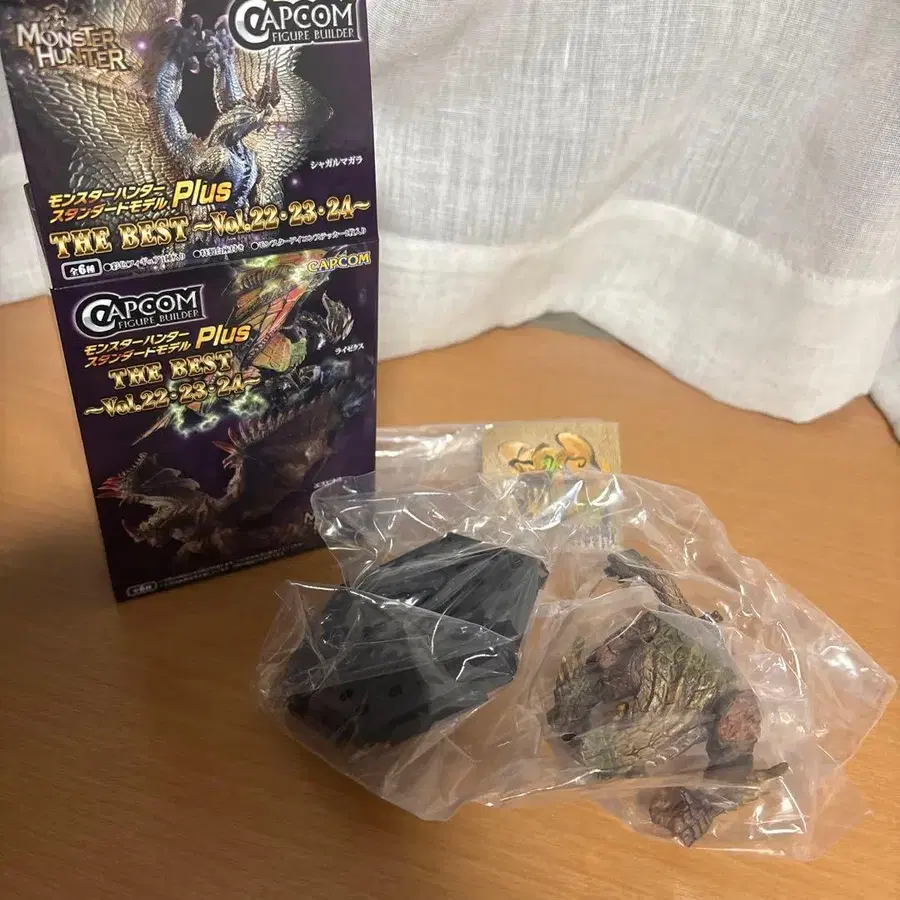 MONSTER HUNTER
CAPCOM
FIGURE BUILDER
シャガルマガラ
モンスターハンター
スタンダードモデル Plus
THE BEST ～Vol.22・23・24～
全6種
CAPCOM
CAPCOM
FIGURE BUILDER
モンスターハンター
スタンダードモデル Plus
THE BEST
～Vol.22・23・24～
ライゼクス
全6種